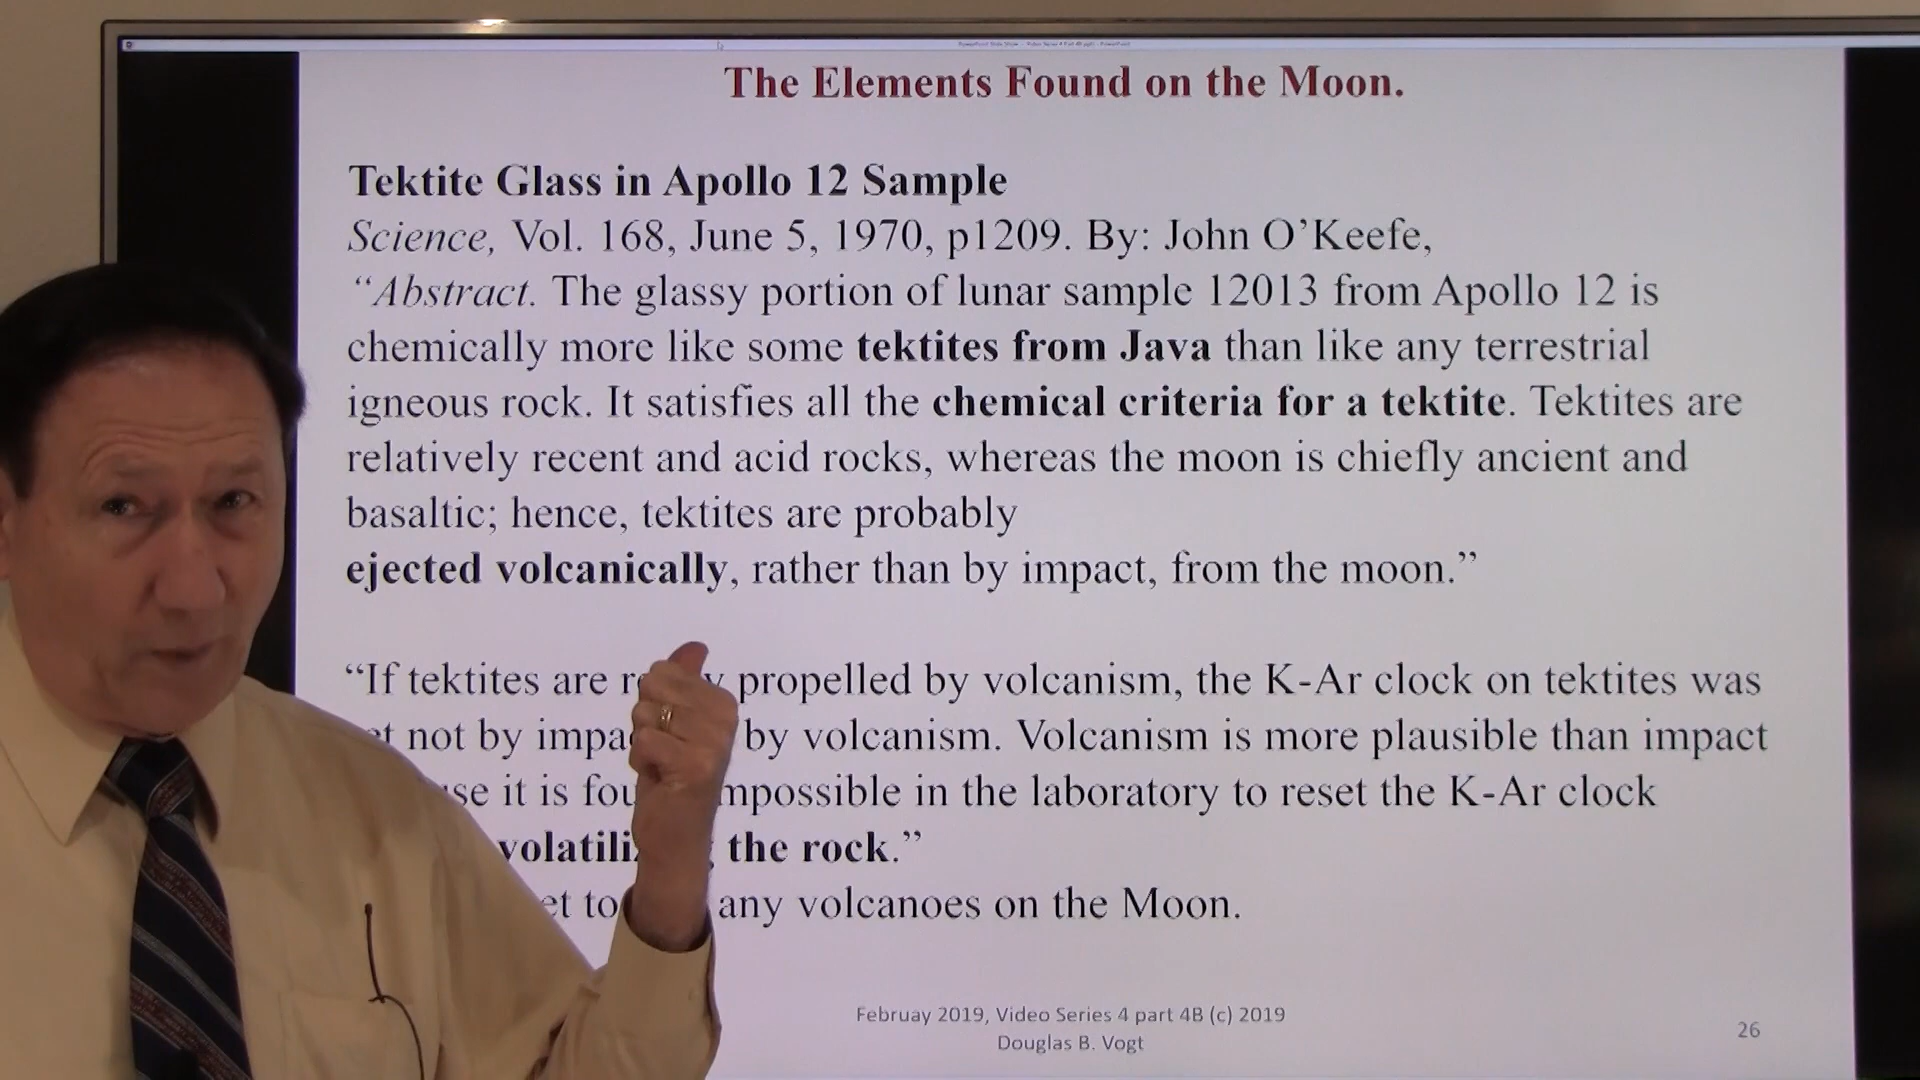 The Elements Found on the Moon.
Tektite Glass in Apollo 12 Sample
Science, Vol. 168, June 5, 1970, p1209. By: John O’Keefe,
“Abstract. The glassy portion of lunar sample 12013 from Apollo 12 is
chemically more like some tektites from Java than like any terrestrial
igneous rock. It satisfies all the chemical criteria for a tektite. Tektites are
relatively recent and acid rocks, whereas the moon is chiefly ancient and
basaltic; hence, tektites are probably
ejected volcanically, rather than by impact, from the moon.”
“If tektites are propelled by volcanism, the K-Ar clock on tektites was
not by by volcanism. Volcanism is more plausible than impact
it is impossible in the laboratory to reset the K-Ar clock
the rock.”
to any volcanoes on the Moon.
Februay 2019, Video Series 4 part 4B (c) 2019
Douglas B. Vogt
26